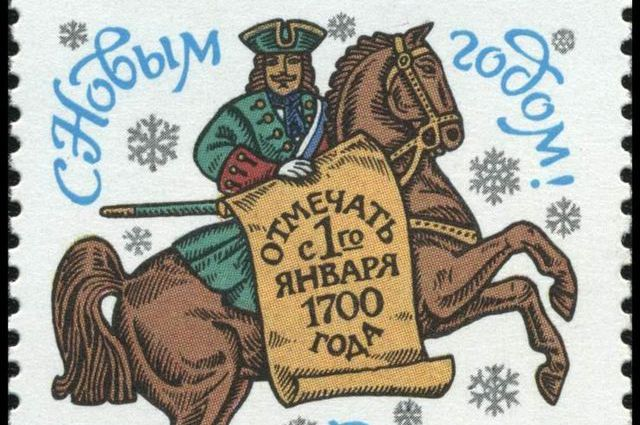 с Новым годом!
ОТМЕЧАТЬ
с 1го
ЯНВАРЯ
1700
ГОДА